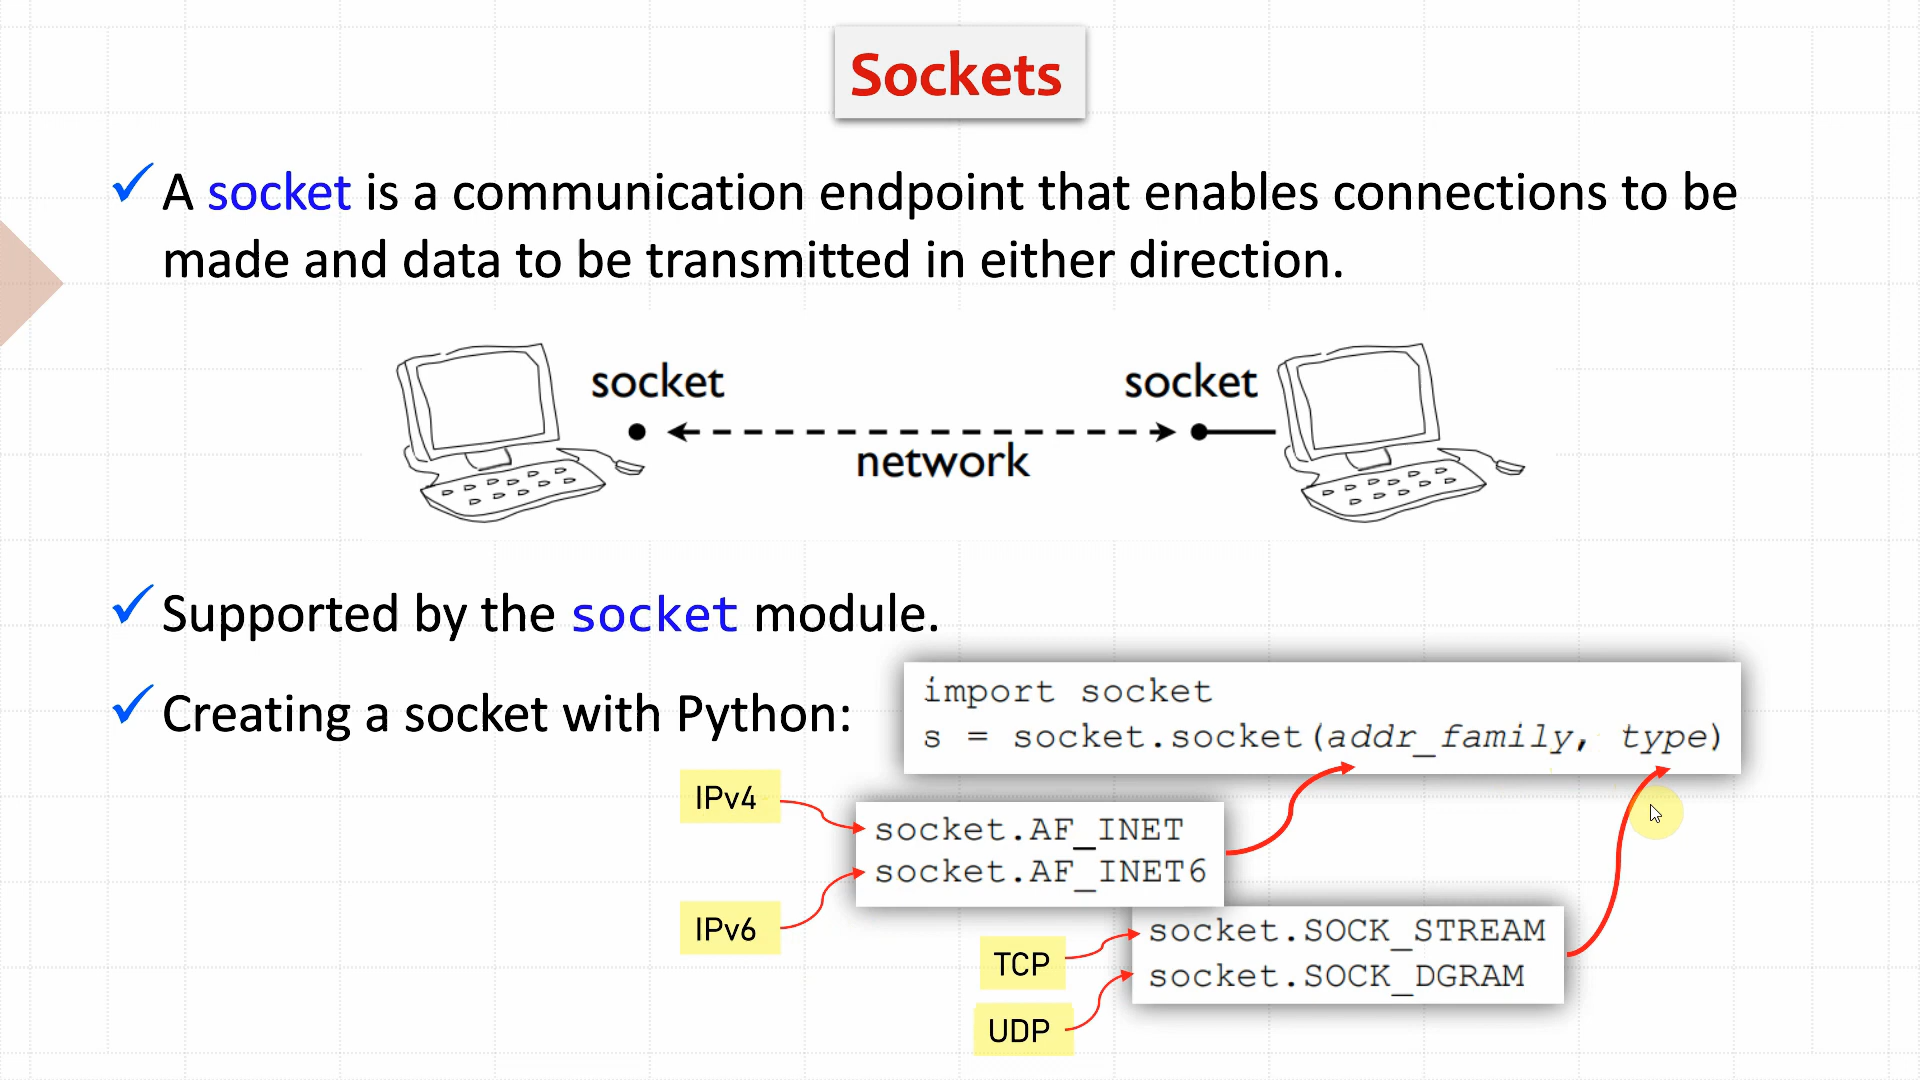 Sockets
A socket is a communication endpoint that enables connections to be
made and data to be transmitted in either direction.
socket
socket
network
Supported by the socket module.
Creating a socket with Python:
import socket
s = socket.socket(addr_family, type)
IPv4
socket.AF_INET
socket.AF_INET6
IPv6
TCP
socket.SOCK_STREAM
socket.SOCK_DGRAM
UDP